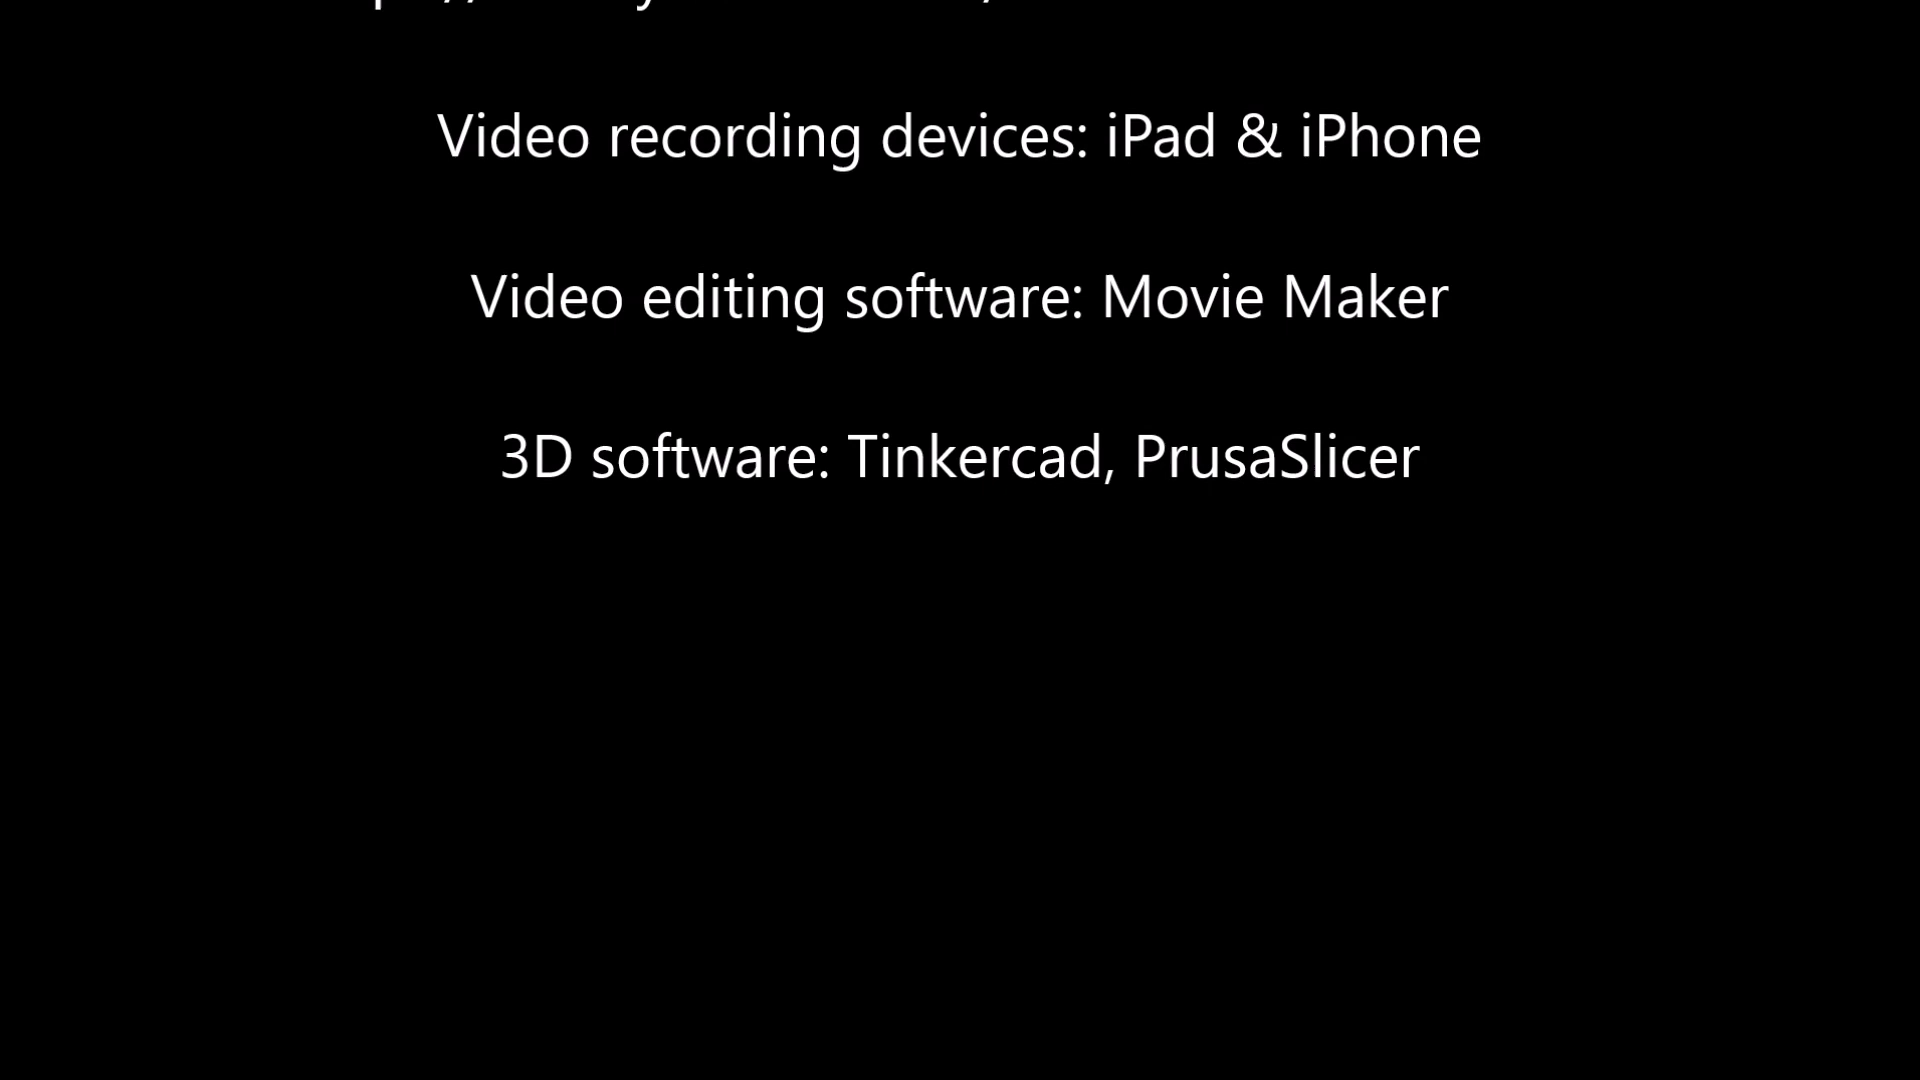 Video recording devices: iPad & iPhone
Video editing software: Movie Maker
3D software: Tinkercad, PrusaSlicer